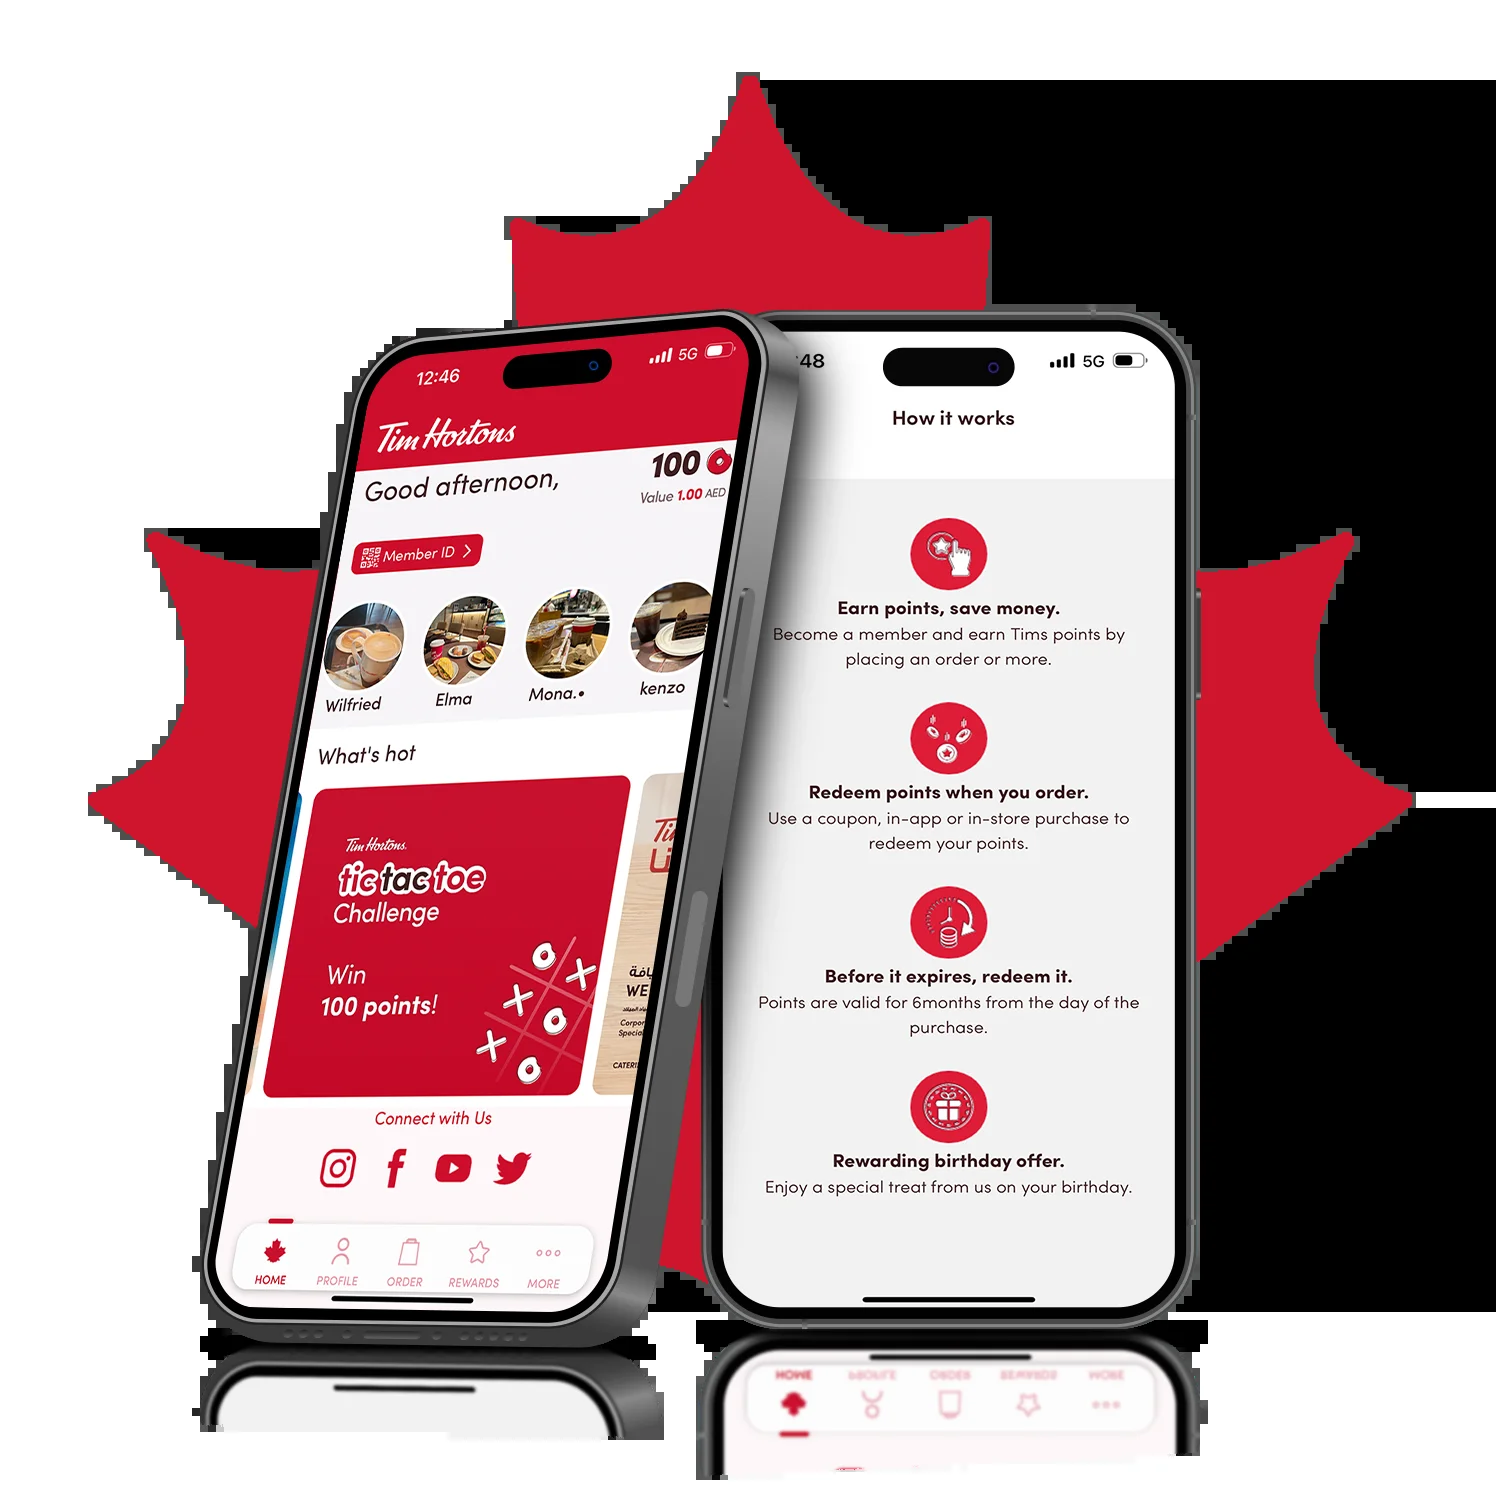 12:46
5G
Tim Hortons
Good afternoon,
100
Value 1.00 AED
Member ID
Wilfried
Elma
Mona.•
kenzo
What's hot
Tim Hortons.
tic tac toe
Challenge
Win
100 points!
WE
CATERI
Connect with Us
HOME
PROFILE
ORDER
REWARDS
MORE
:48
5G
How it works
Earn points, save money.
Become a member and earn Tims points by
placing an order or more.
Redeem points when you order.
Use a coupon, in-app or in-store purchase to
redeem your points.
Before it expires, redeem it.
Points are valid for 6months from the day of the
purchase.
Rewarding birthday offer.
Enjoy a special treat from us on your birthday.
HOME
PROFILE
ORDER
REWARDS
MORE